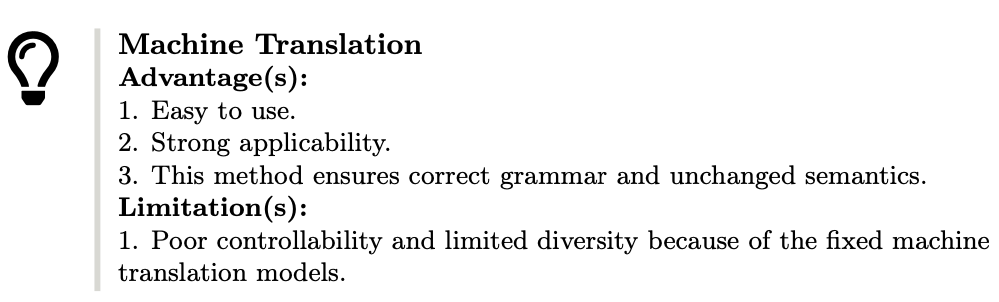 Machine Translation
Advantage(s):
1. Easy to use.
2. Strong applicability.
3. This method ensures correct grammar and unchanged semantics.
Limitation(s):
1. Poor controllability and limited diversity because of the fixed machine
translation models.